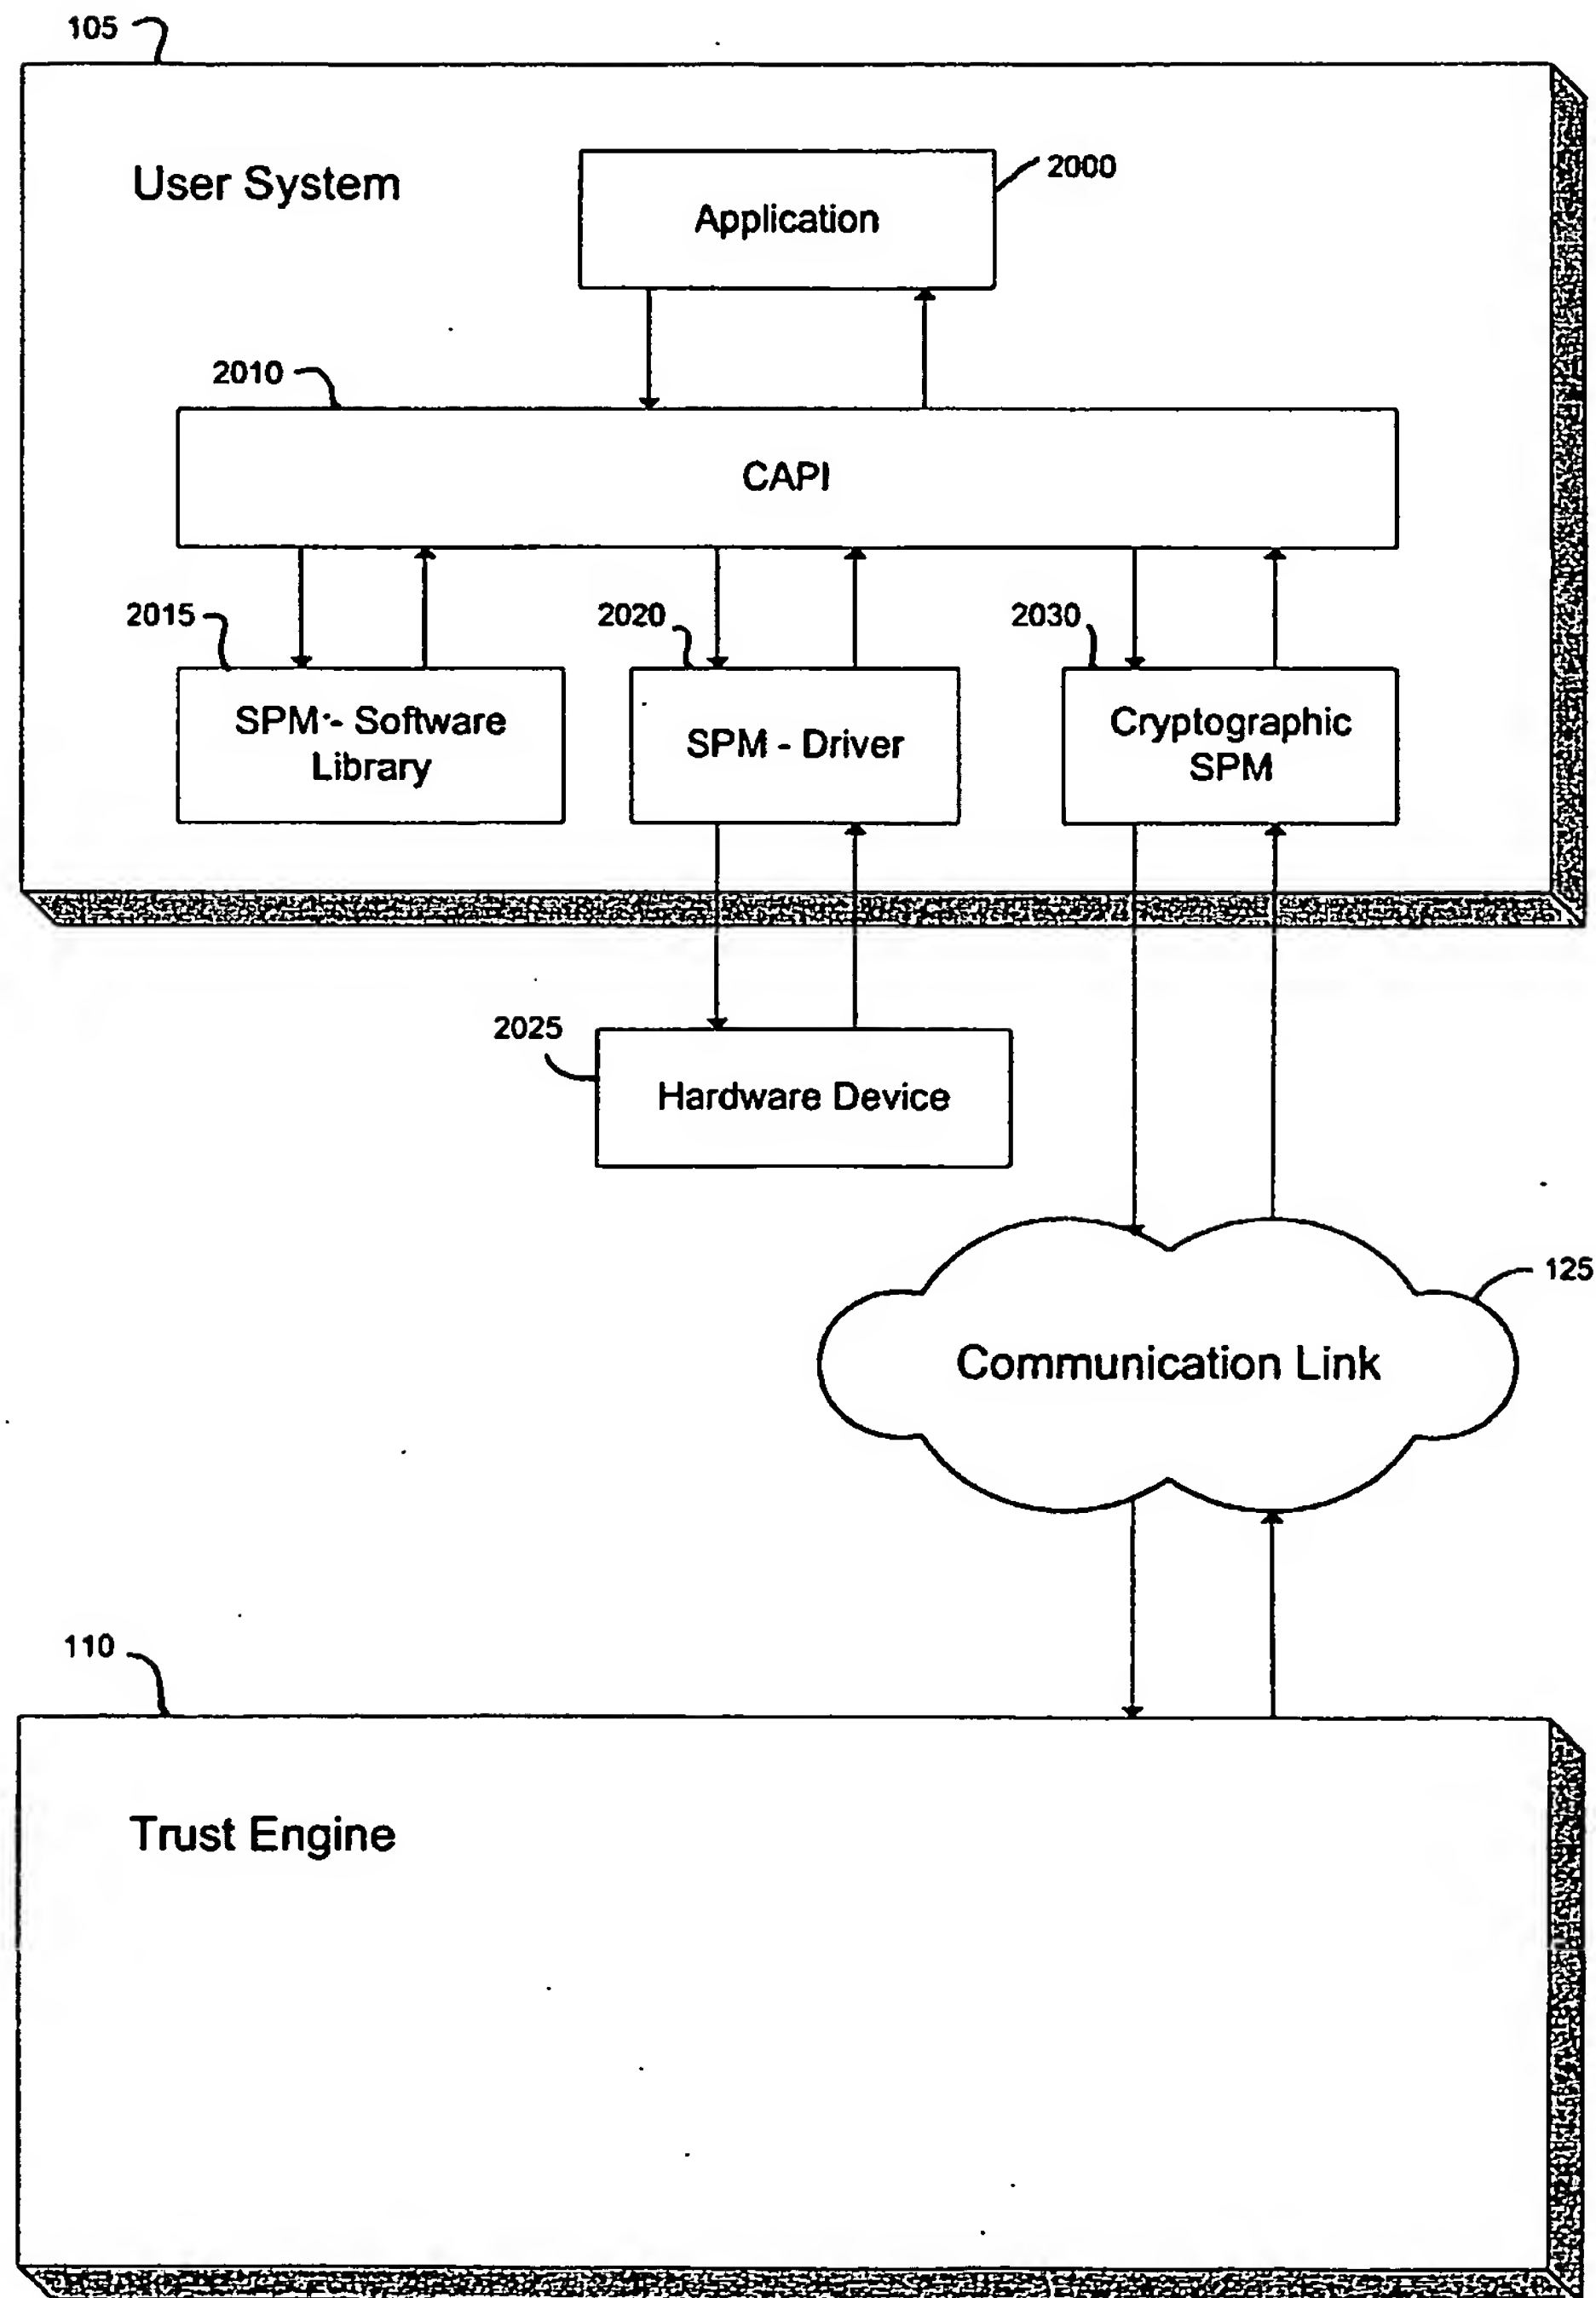 105
User System
2000
Application
2010
CAPI
2015
2020
2030
SPM - Software
Library
SPM - Driver
Cryptographic
SPM
2025
Hardware Device
125
Communication Link
110
Trust Engine